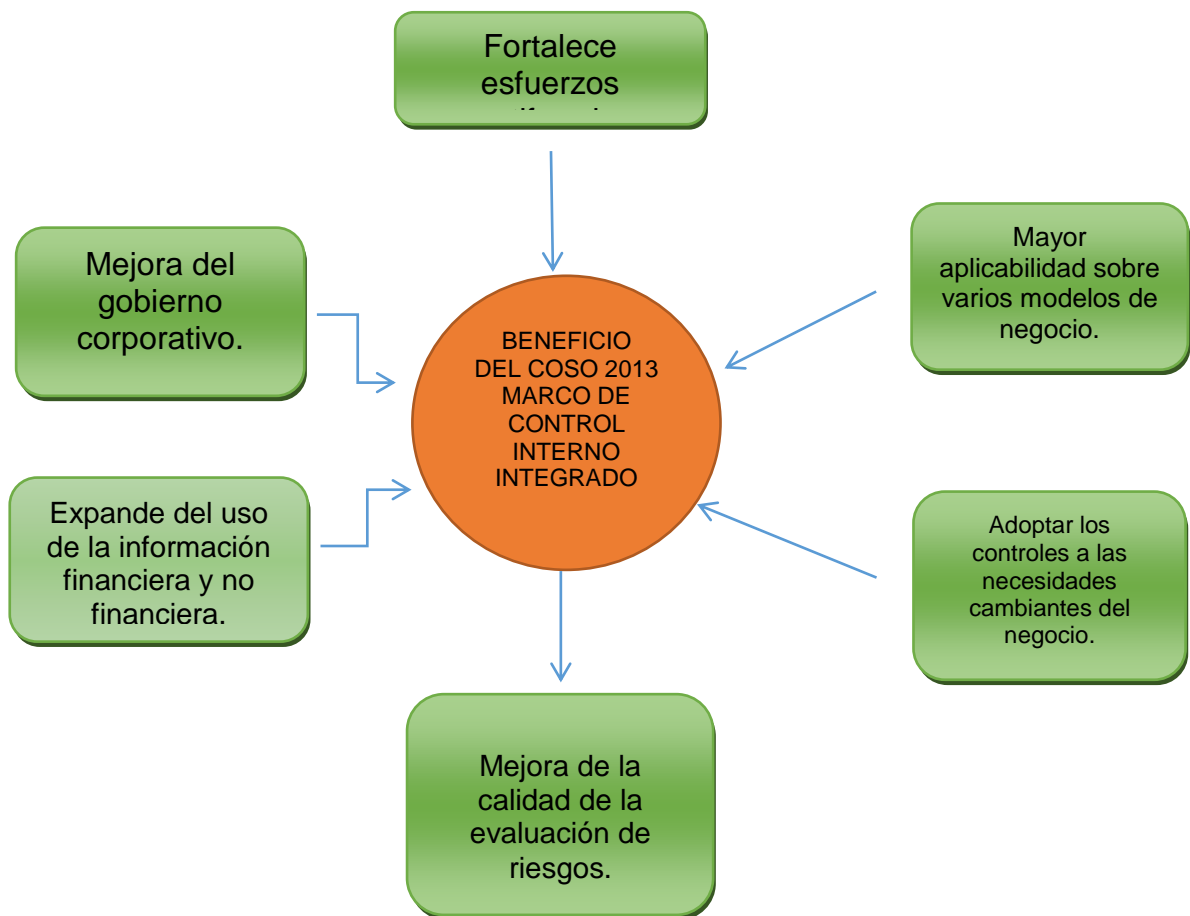 Fortalece
esfuerzos
Mejora del
gobierno
corporativo.
Mayor
aplicabilidad sobre
varios modelos de
negocio.
BENEFICIO
DEL COSO 2013
MARCO DE
CONTROL
INTERNO
INTEGRADO
Expande del uso
de la información
financiera y no
financiera.
Adoptar los
controles a las
necesidades
cambiantes del
negocio.
Mejora de la
calidad de la
evaluación de
riesgos.